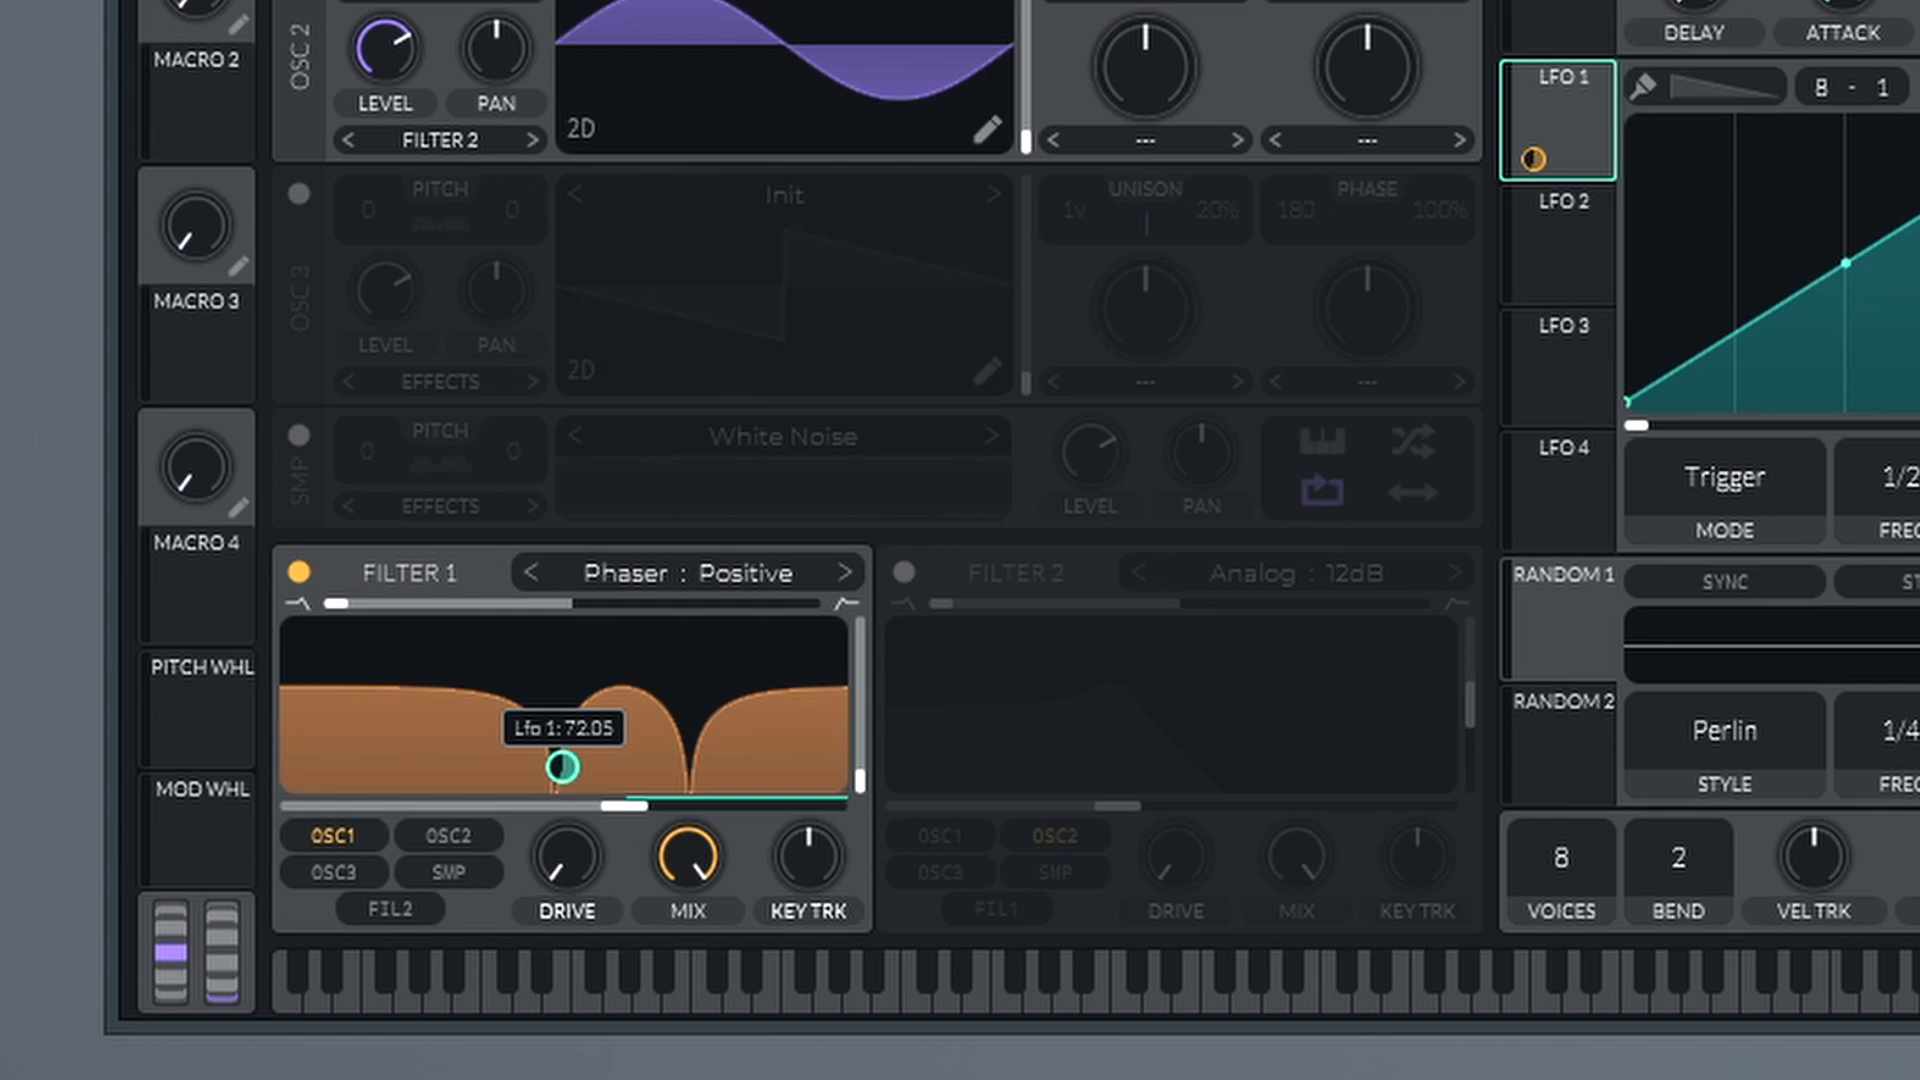 MACRO 2
MACRO 3
MACRO 4
PITCH WHL
MOD WHL
OSC 2
LEVEL PAN
< FILTER 2 >
2D
< --- > < --- >
OSC 3
PITCH
0 0
LEVEL PAN
< EFFECTS >
< Init >
2D
UNISON
1v 20%
PHASE
180 100%
< --- > < --- >
SMP
PITCH
0 0
< EFFECTS >
< White Noise >
LEVEL PAN
FILTER 1 < Phaser : Positive >
Lfo 1: 72.05
OSC1 OSC2
OSC3 SMP
FIL2
DRIVE MIX KEY TRK
FILTER 2 < Analog : 12dB >
OSC1 OSC2
OSC3 SMP
FIL1
DRIVE MIX KEY TRK
DELAY ATTACK
LFO 1
LFO 2
LFO 3
LFO 4
8 - 1
Trigger 1/2
MODE FREQ
RANDOM 1
RANDOM 2
SYNC ST
Perlin 1/4
STYLE FREQ
8 2
VOICES BEND VEL TRK